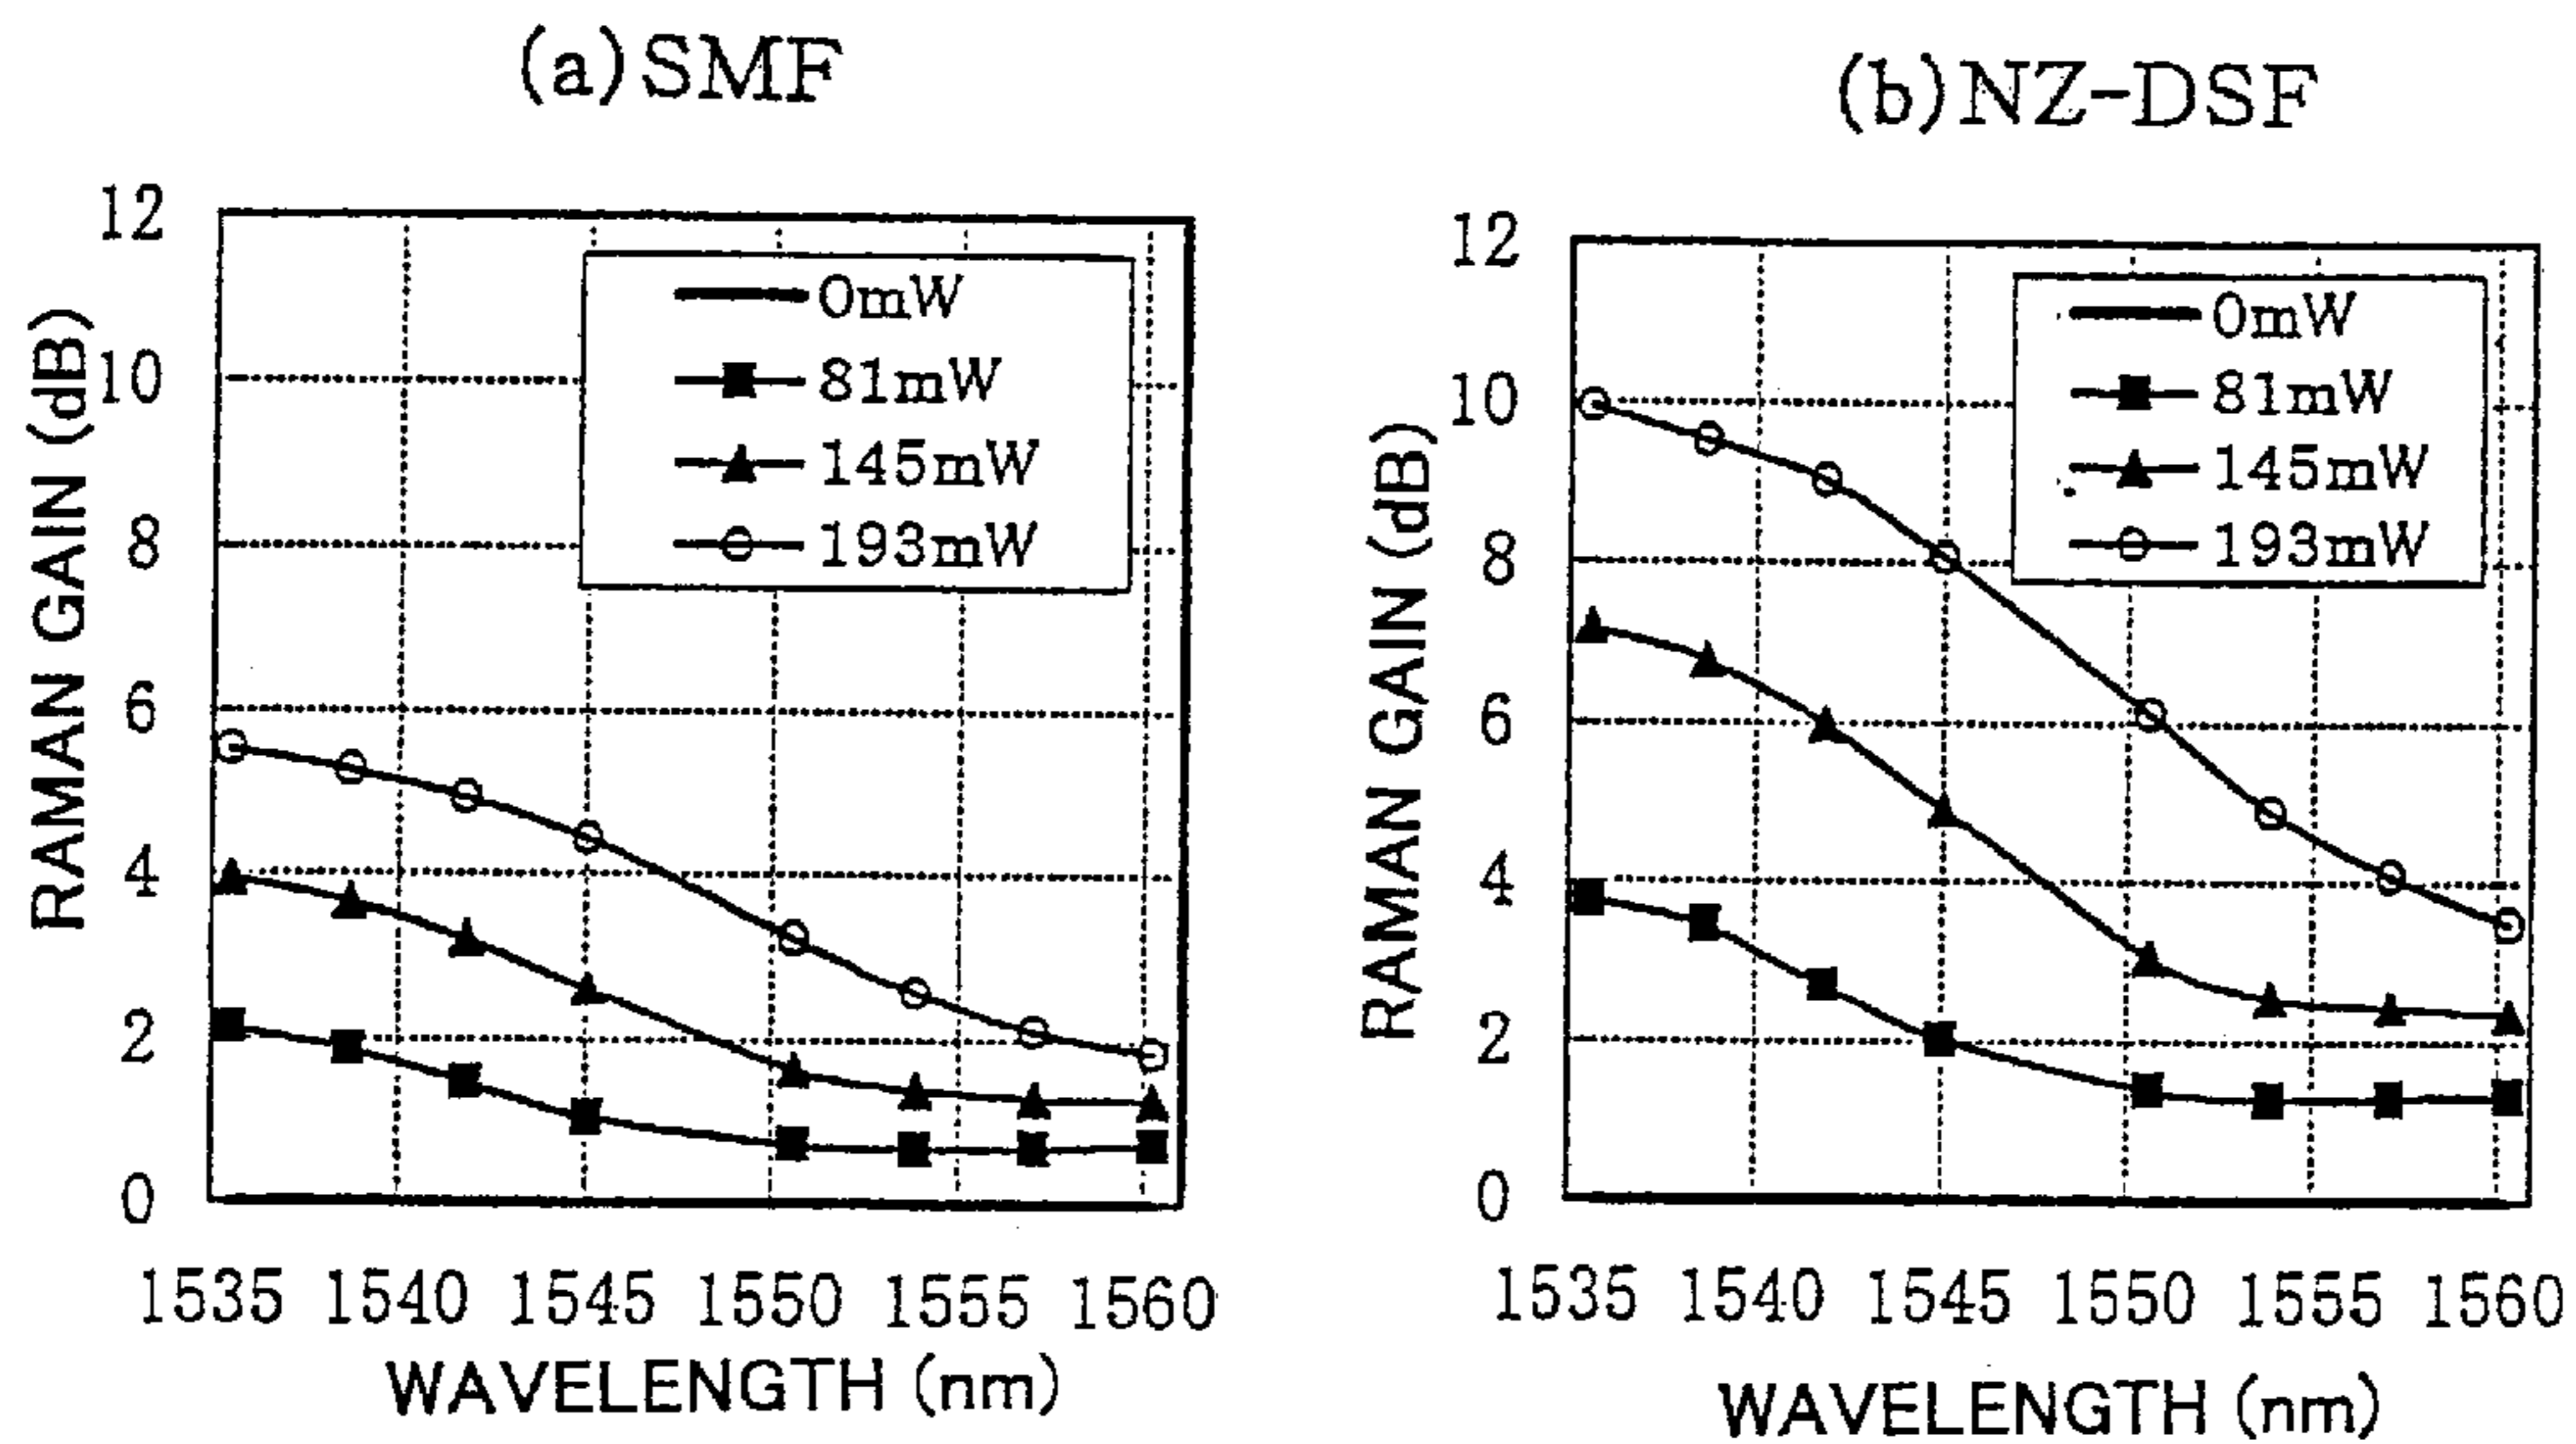 (a)SMF
12
10
8
6
4
2
0
RAMAN GAIN (dB)
0mW
81mW
145mW
193mW
1535 1540 1545 1550 1555 1560
WAVELENGTH (nm)
(b)NZ-DSF
12
10
8
6
4
2
0
RAMAN GAIN (dB)
0mW
81mW
145mW
193mW
1535 1540 1545 1550 1555 1560
WAVELENGTH (nm)